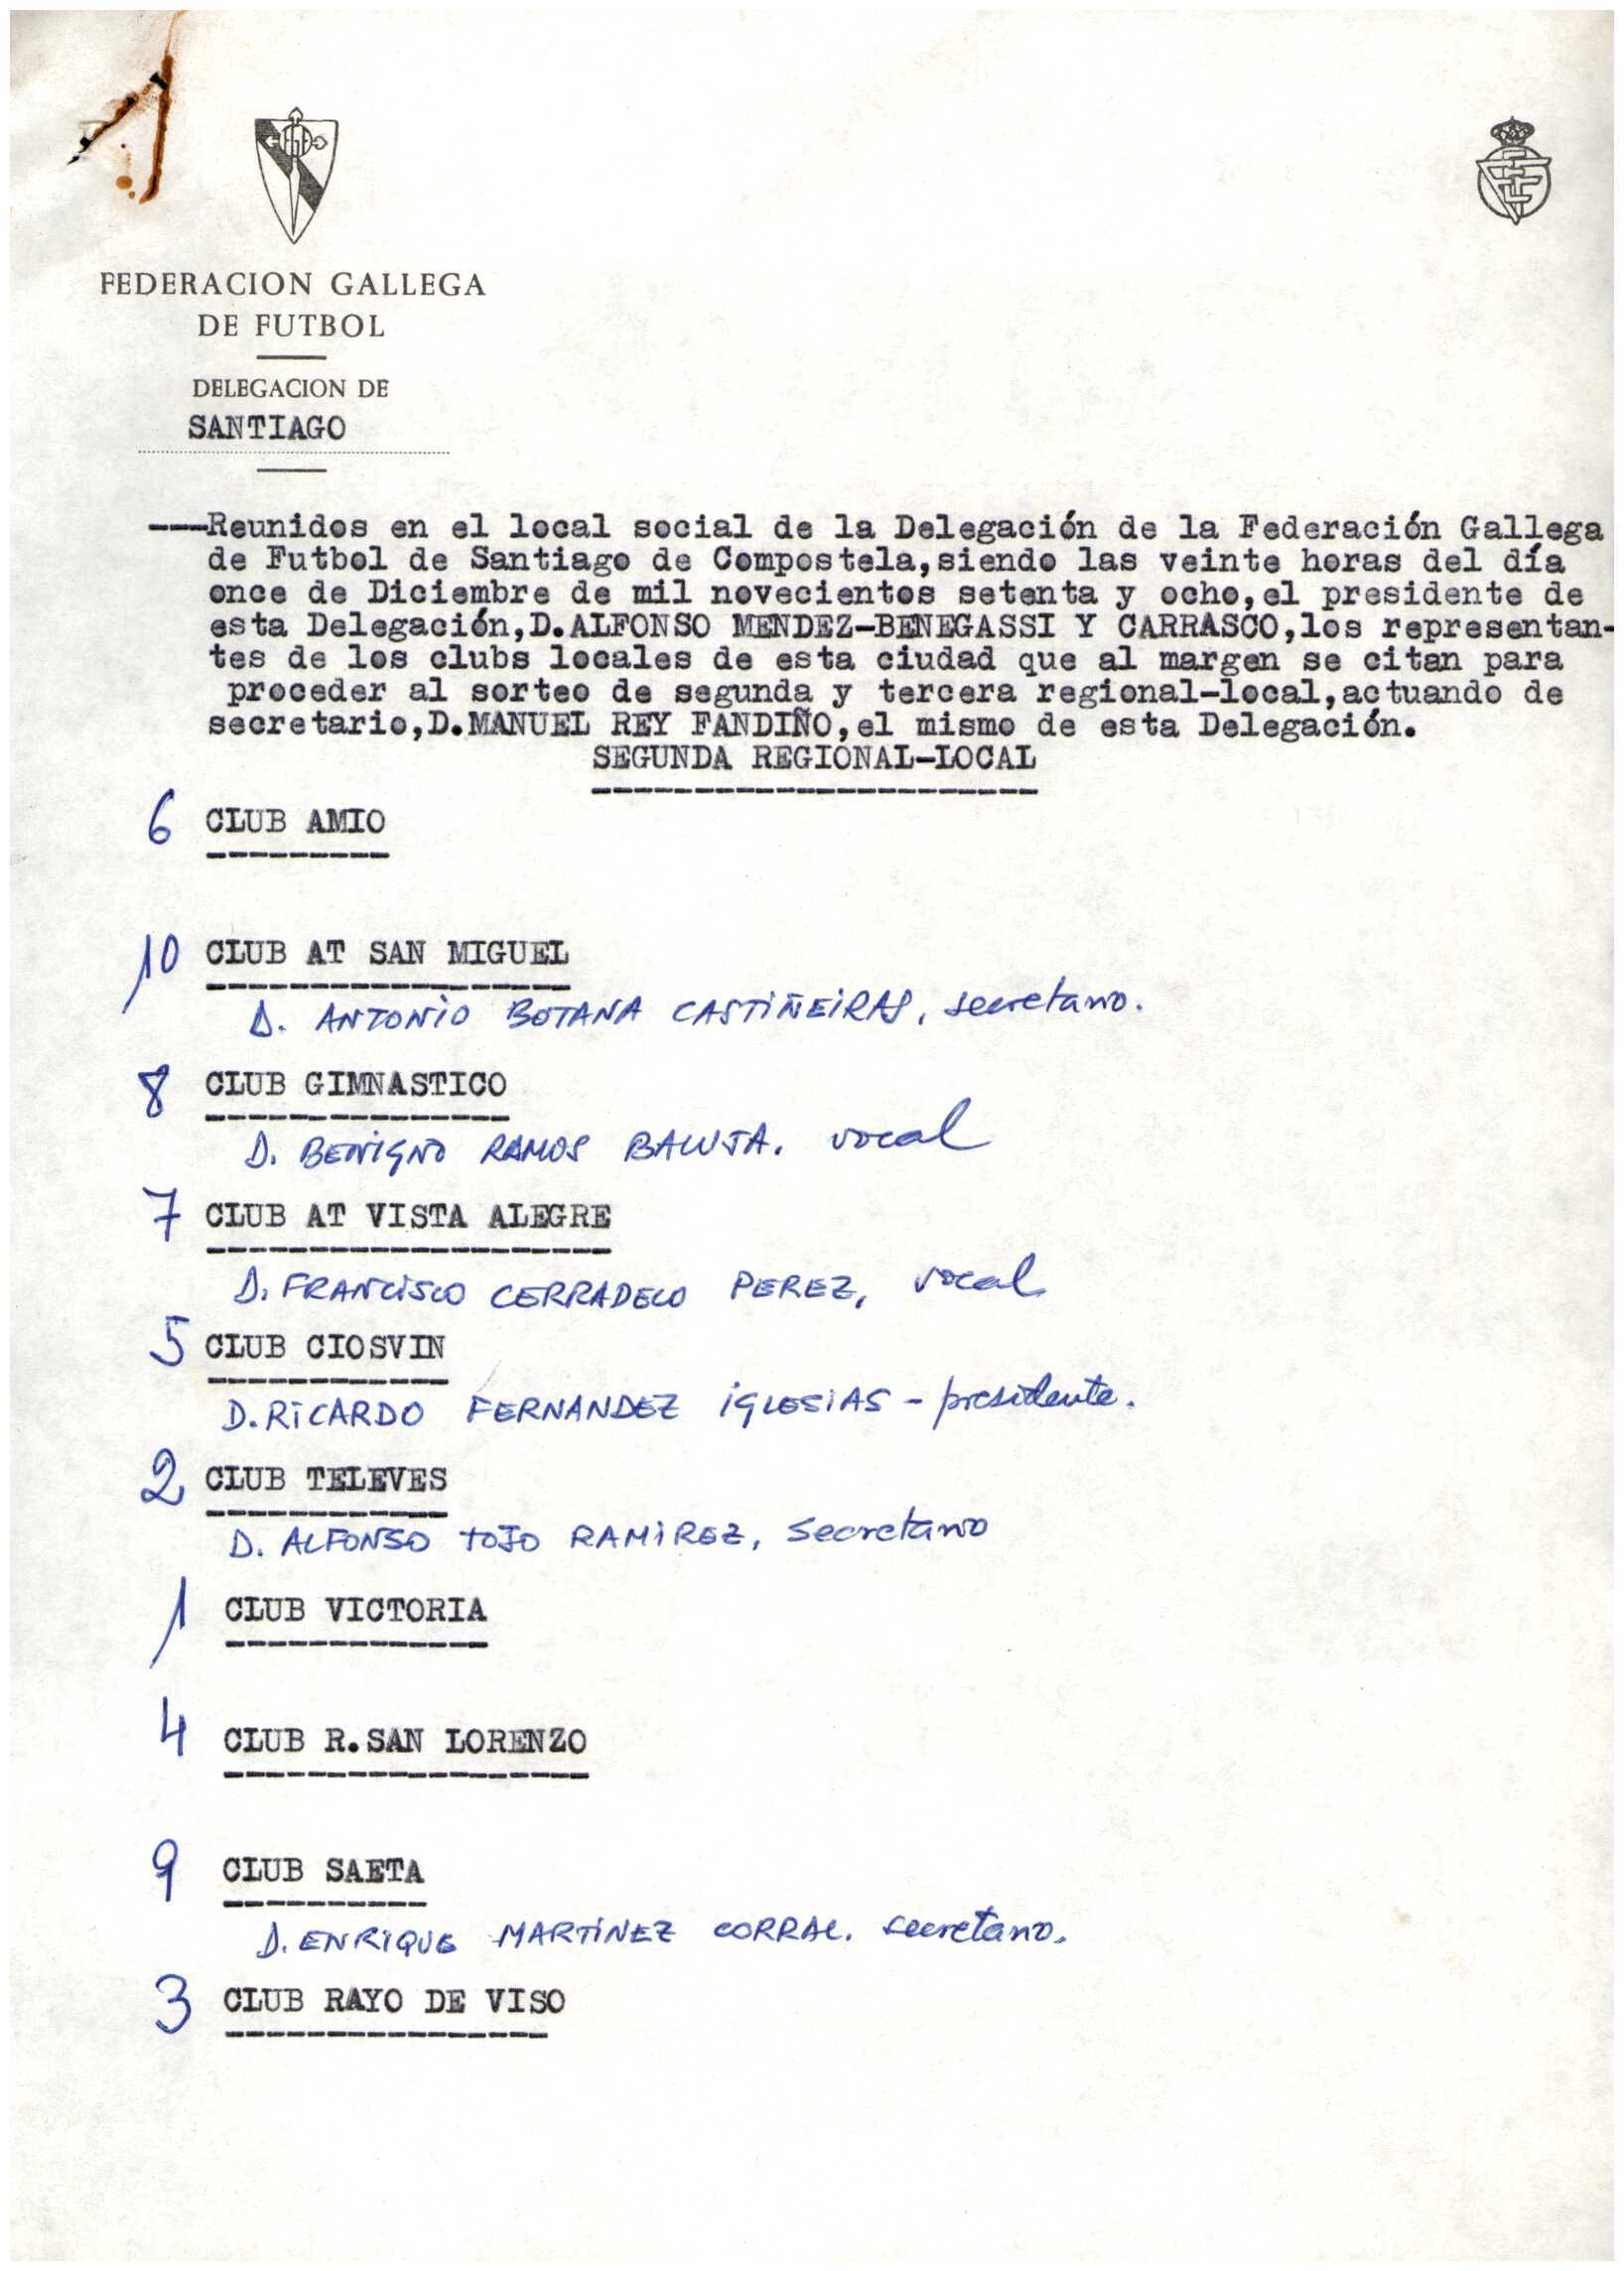 FEDERACION GALLEGA
DE FUTBOL
DELEGACION DE
SANTIAGO
---Reunidos en el local social de la Delegación de la Federación Gallega
de Futbol de Santiago de Compostela,siendo las veinte horas del día
once de Diciembre de mil novecientos setenta y ocho,el presidente de
esta Delegación,D.ALFONSO MENDEZ-BENEGASSI Y CARRASCO,los representan-
tes de los clubs locales de esta ciudad que al margen se citan para
proceder al sorteo de segunda y tercera regional-local,actuando de
secretario,D.MANUEL REY FANDIÑO,el mismo de esta Delegación.
SEGUNDA REGIONAL-LOCAL
6 CLUB AMIO
10 CLUB AT SAN MIGUEL
D. ANTONIO BOTANA CASTIÑEIRAS, secretario.
8 CLUB GIMNASTICO
D. BENIGNO RAMOS BALUJA. vocal
7 CLUB AT VISTA ALEGRE
D. FRANCISCO CERRADELO PEREZ, vocal
5 CLUB CIOSVIN
D. RICARDO FERNANDEZ IGLESIAS - presidente.
2 CLUB TELEVES
D. ALFONSO TOJO RAMIREZ, Secretario
1 CLUB VICTORIA
4 CLUB R.SAN LORENZO
9 CLUB SAETA
D. ENRIQUE MARTINEZ CORRAL. secretario.
3 CLUB RAYO DE VISO